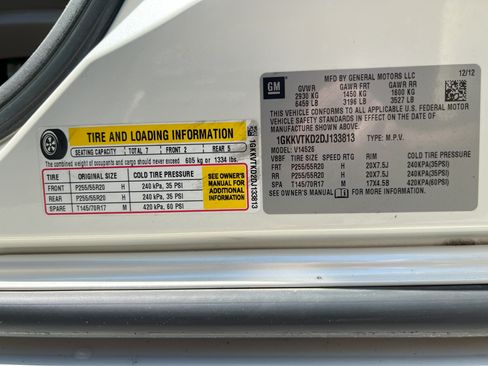 TIRE AND LOADING INFORMATION
SEATING CAPACITY TOTAL 7 FRONT 2 REAR 5
The combined weight of occupants and cargo should never exceed 605 kg or 1334 lbs.
TIRE ORIGINAL SIZE COLD TIRE PRESSURE
FRONT P255/55R20 H 240 kPa, 35 PSI
REAR P255/55R20 H 240 kPa, 35 PSI
SPA T145/70R17 M 420 kPa, 60 PSI
SEE OWNER'S
MANUAL FOR
ADDITIONAL
INFORMATION
1GKKVTKD2DJ133813
GM
MFD BY GENERAL MOTORS LLC
12/12
GVWR GAWR FRT GAWR RR
2930 KG 1450 KG 1600 KG
6459 LB 3196 LB 3527 LB
THIS VEHICLE CONFORMS TO ALL APPLICABLE U.S. FEDERAL MOTOR
VEHICLE SAFETY AND THEFT PREVENTION STANDARDS IN EFFECT ON THE DATE OF MANUFACTURE SHOWN ABOVE.
1GKKVTKD2DJ133813 TYPE: M.P.V.
V14526
VBBF TIRE SIZE SPEED RTG RIM COLD TIRE PRESSURE
FRT P255/55R20 H 20X7.5J 240KPA(35PSI)
RR P255/55R20 H 20X7.5J 240KPA(35PSI)
SPA T145/70R17 M 17X4.5B 420KPA(60PSI)
SEE OWNER'S MANUAL FOR MORE INFORMATION.